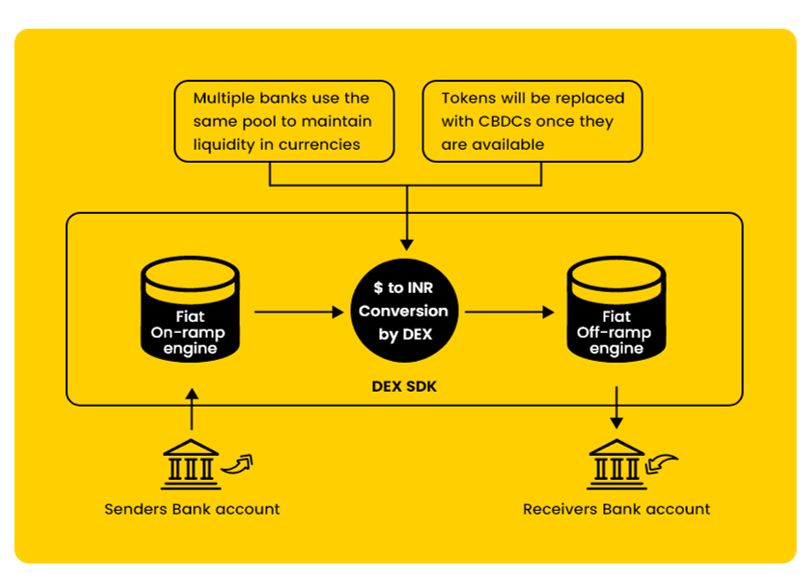 Multiple banks use the
same pool to maintain
liquidity in currencies
Tokens will be replaced
with CBDCs once they
are available
Fiat
On-ramp
engine
$ to INR
Conversion
by DEX
Fiat
Off-ramp
engine
DEX SDK
Senders Bank account
Receivers Bank account